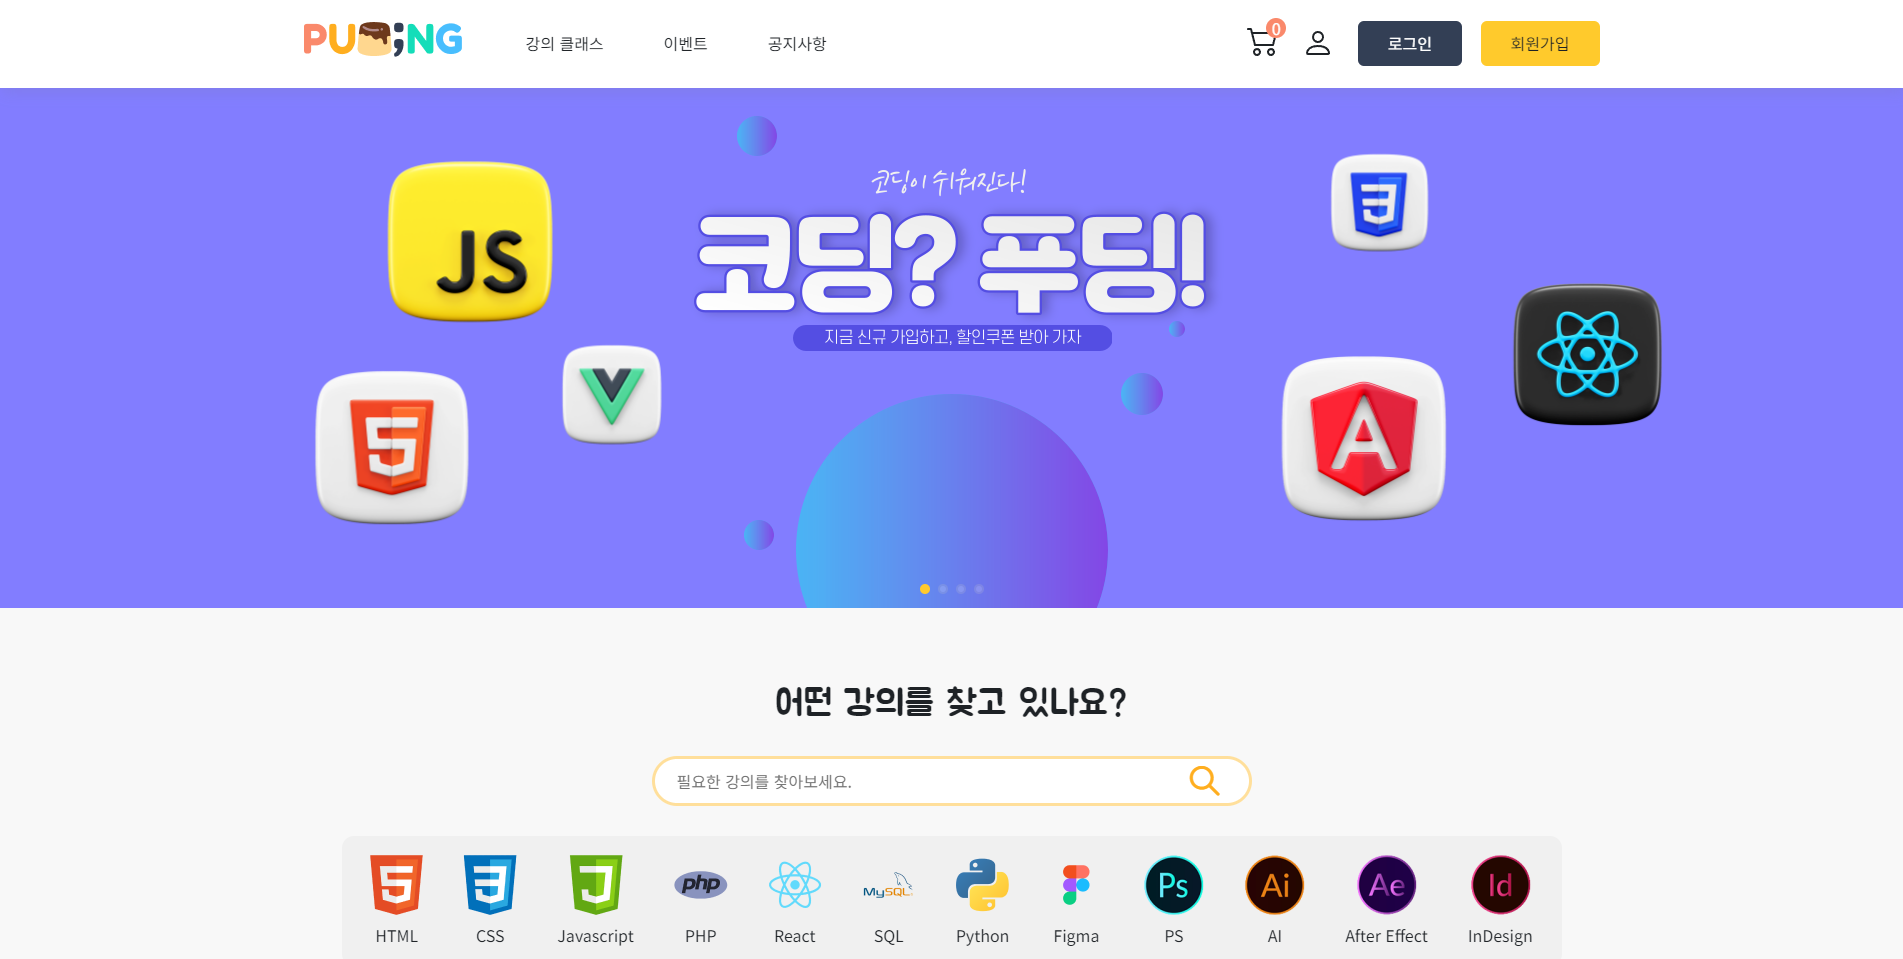 PUDING
강의 클래스
이벤트
공지사항
0
로그인
회원가입
코딩이 쉬워진다!
코딩? 푸딩!
지금 신규 가입하고, 할인쿠폰 받아 가자
JS
어떤 강의를 찾고 있나요?
필요한 강의를 찾아보세요.
php
MySQL
Ps
Ai
Ae
Id
HTML
CSS
Javascript
PHP
React
SQL
Python
Figma
PS
AI
After Effect
InDesign